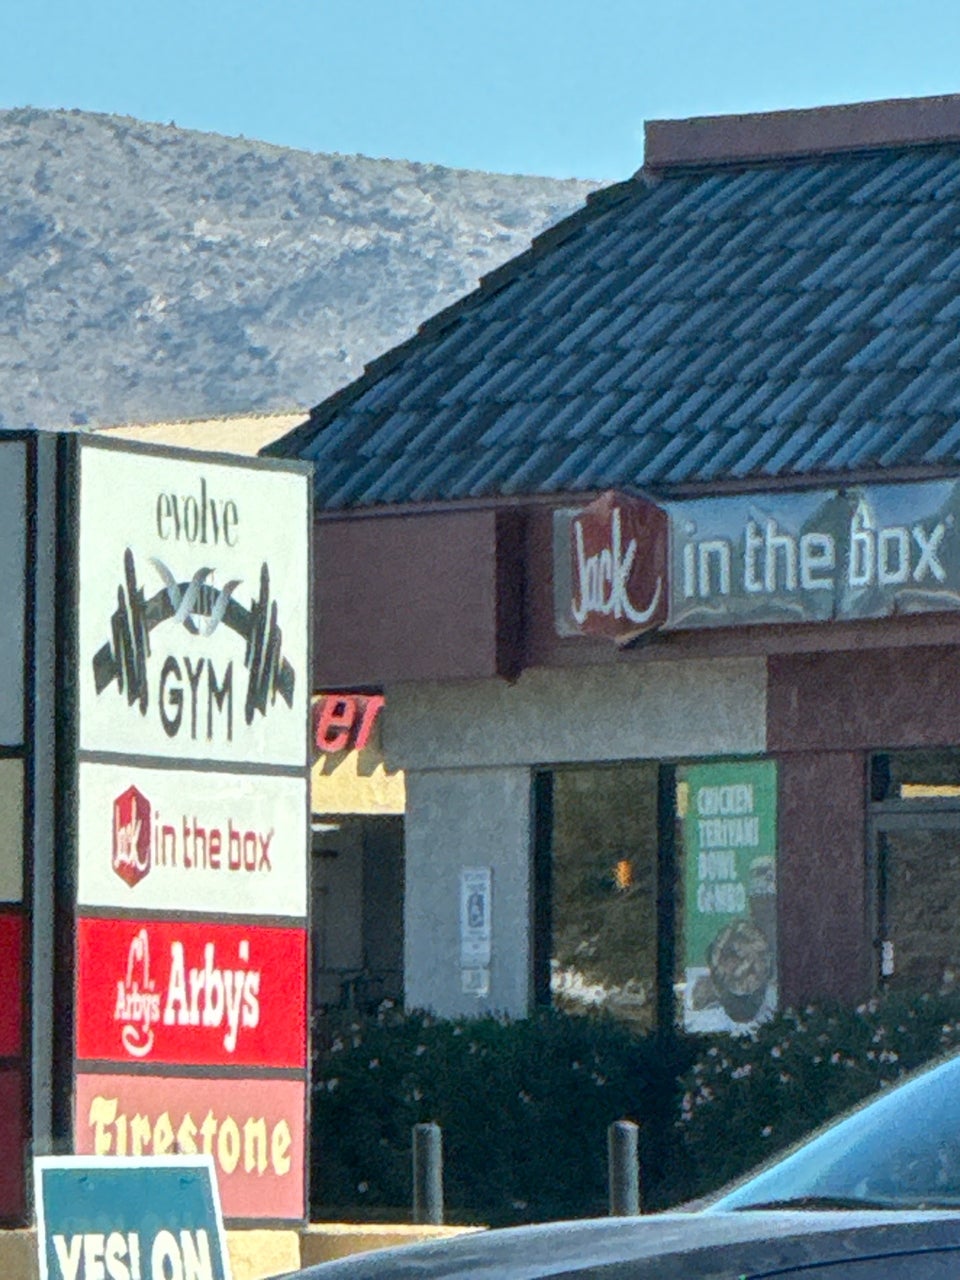 evolve
GYM
Jack in the box
Arby's Arby's
Firestone
YES! ON
er
Jack in the box
CHICKEN
TERIYAKI
BOWL
COMBO